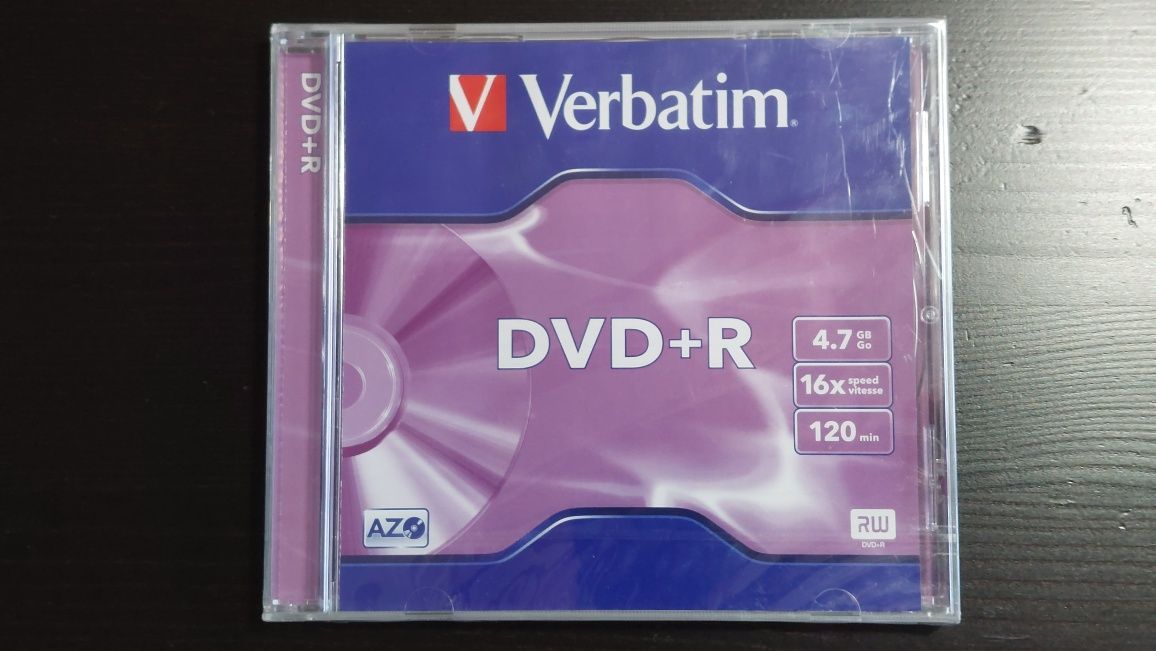 DVD+R
V Verbatim®
DVD+R
4.7 GB Go
16x speed vitesse
120 min
AZO
RW
DVD+R